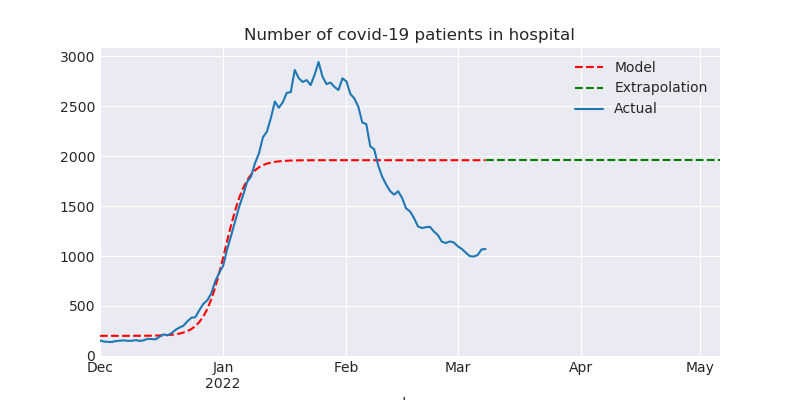 Number of covid-19 patients in hospital
3000
2500
2000
1500
1000
500
0
Model
Extrapolation
Actual
Dec
Jan
2022
Feb
Mar
Apr
May